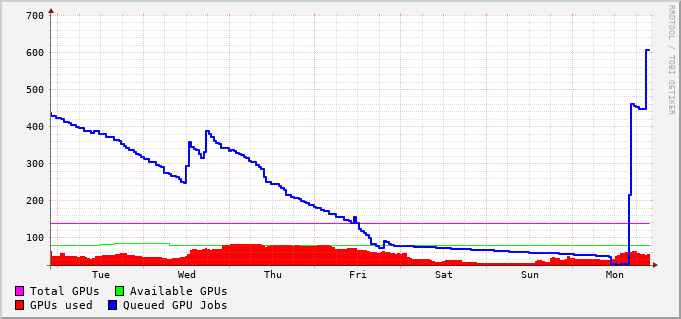 700
600
500
400
300
200
100
Tue Wed Thu Fri Sat Sun Mon
Total GPUs Available GPUs
GPUs used Queued GPU Jobs
RRDTOOL / TOBI OETIKER